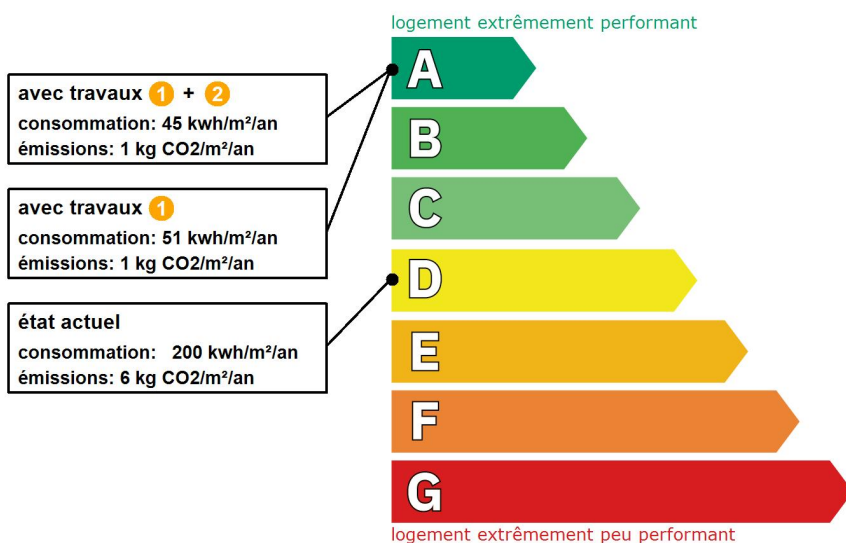 logement extrêmement performant
avec travaux 1 + 2
consommation: 45 kwh/m²/an
émissions: 1 kg CO2/m²/an
avec travaux 1
consommation: 51 kwh/m²/an
émissions: 1 kg CO2/m²/an
état actuel
consommation: 200 kwh/m²/an
émissions: 6 kg CO2/m²/an
A
B
C
D
E
F
G
logement extrêmement peu performant